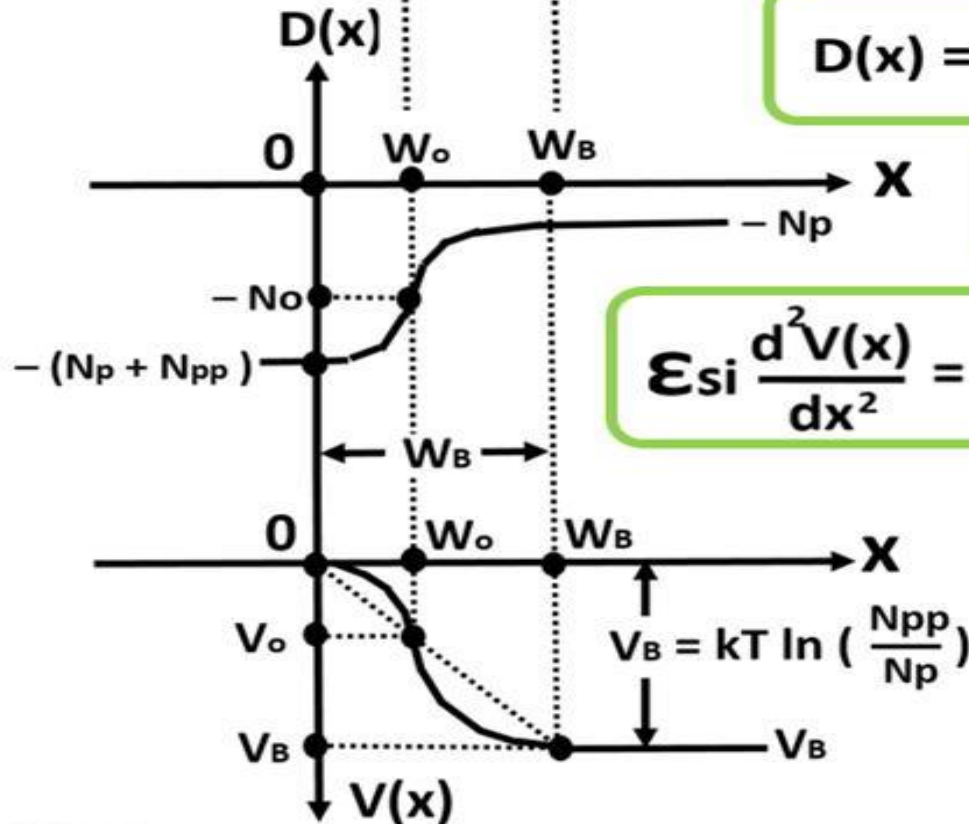 D(x)
D(x) =
0 Wo WB X
– Np
– No
– (Np + Npp )
εsi d²V(x)/dx² =
WB
0 Wo WB X
Vo
VB = kT ln ( Npp/Np )
VB
VB
V(x)